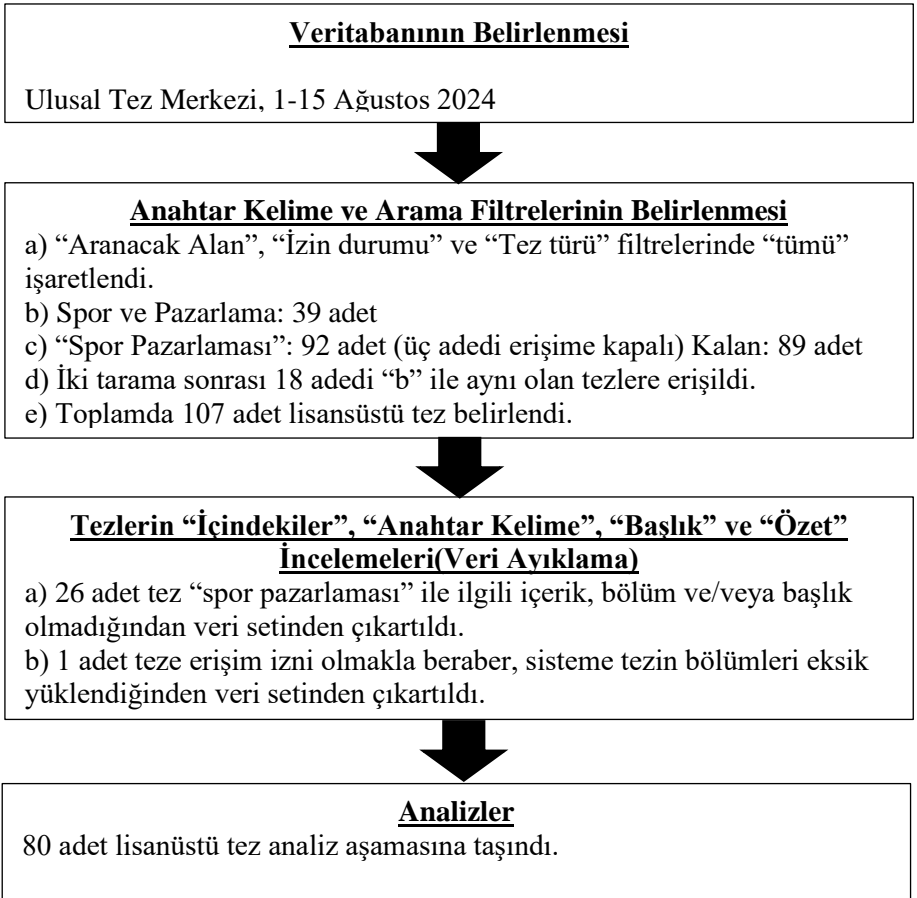 Veritabanının Belirlenmesi
Ulusal Tez Merkezi, 1-15 Ağustos 2024
Anahtar Kelime ve Arama Filtrelerinin Belirlenmesi
a) “Aranacak Alan”, “İzin durumu” ve “Tez türü” filtrelerinde “tümü”
işaretlendi.
b) Spor ve Pazarlama: 39 adet
c) “Spor Pazarlaması”: 92 adet (üç adedi erişime kapalı) Kalan: 89 adet
d) İki tarama sonrası 18 adedi “b” ile aynı olan tezlere erişildi.
e) Toplamda 107 adet lisansüstü tez belirlendi.
Tezlerin “İçindekiler”, “Anahtar Kelime”, “Başlık” ve “Özet”
İncelemeleri(Veri Ayıklama)
a) 26 adet tez “spor pazarlaması” ile ilgili içerik, bölüm ve/veya başlık
olmadığından veri setinden çıkartıldı.
b) 1 adet teze erişim izni olmakla beraber, sisteme tezin bölümleri eksik
yüklendiğinden veri setinden çıkartıldı.
Analizler
80 adet lisanüstü tez analiz aşamasına taşındı.